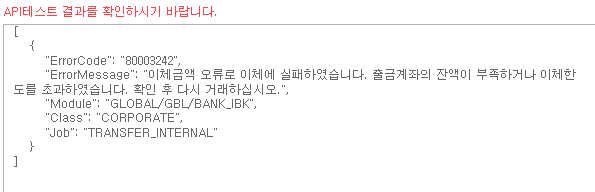 API테스트 결과를 확인하시기 바랍니다.
[
{
"ErrorCode": "80003242",
"ErrorMessage": "이체금액 오류로 이체에 실패하였습니다. 출금계좌의 잔액이 부족하거나 이체한
도를 초과하였습니다. 확인 후 다시 거래하십시오.",
"Module": "GLOBAL/GBL/BANK_IBK",
"Class": "CORPORATE",
"Job": "TRANSFER_INTERNAL"
}
]